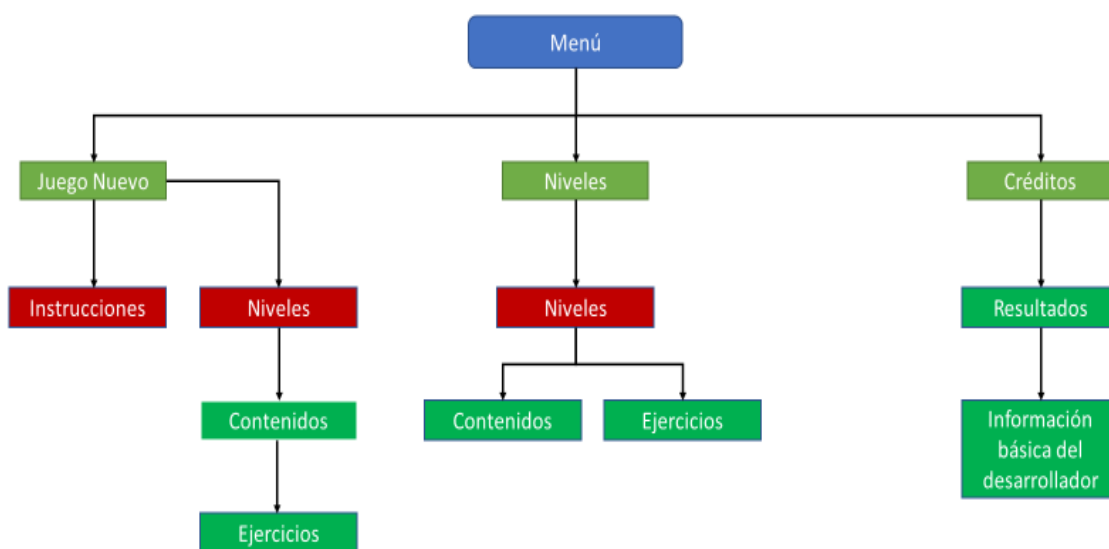 Menú
Juego Nuevo
Niveles
Créditos
Instrucciones
Niveles
Niveles
Resultados
Contenidos
Contenidos
Ejercicios
Información
básica del
desarrollador
Ejercicios